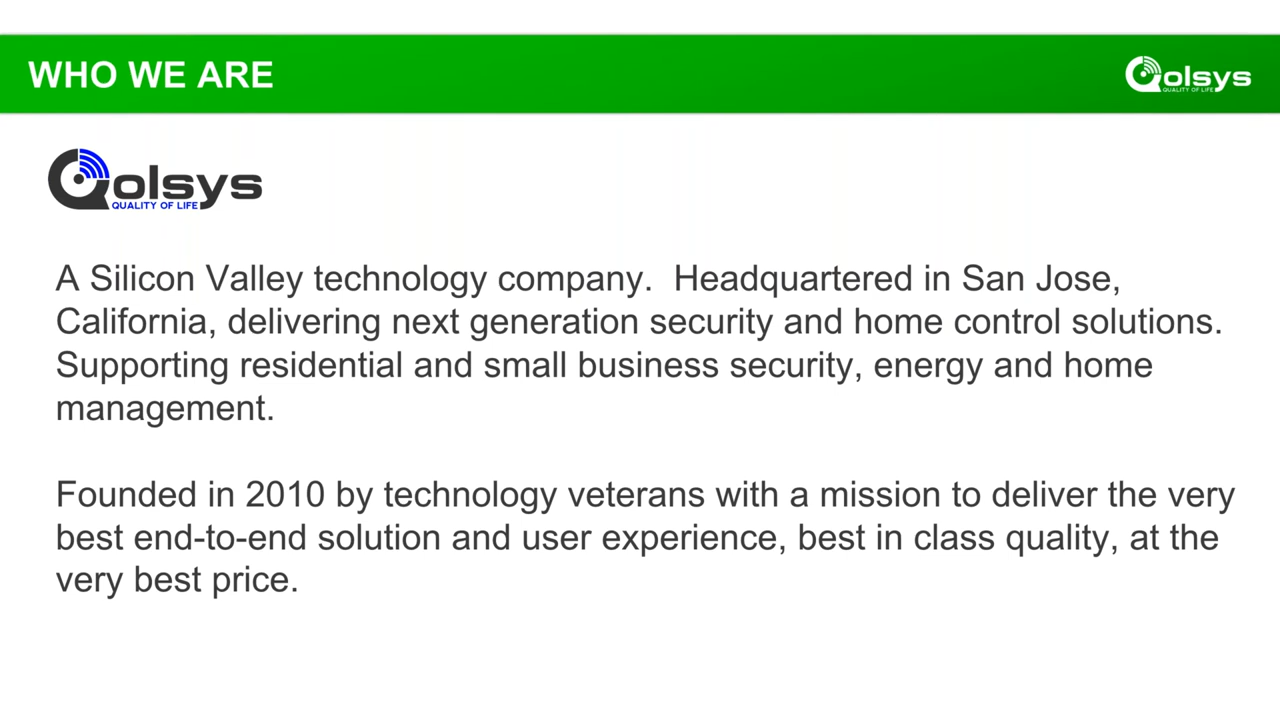 WHO WE ARE
Qolsys
QUALITY OF LIFE
Qolsys
QUALITY OF LIFE
A Silicon Valley technology company.  Headquartered in San Jose,
California, delivering next generation security and home control solutions.
Supporting residential and small business security, energy and home
management.
Founded in 2010 by technology veterans with a mission to deliver the very
best end-to-end solution and user experience, best in class quality, at the
very best price.